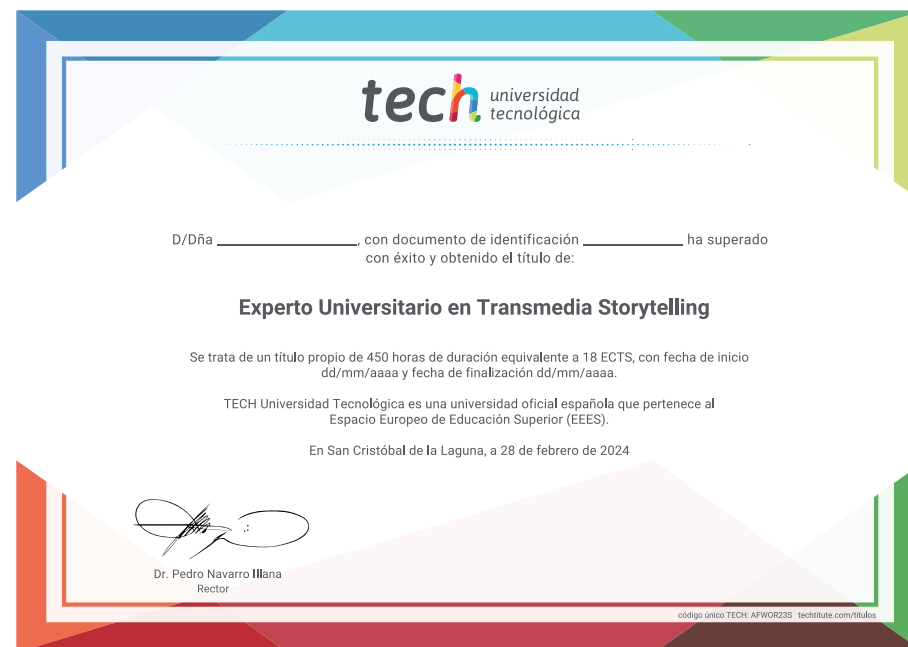 tech universidad
tecnológica
D/Dña ____________________, con documento de identificación ______________ ha superado
con éxito y obtenido el título de:
Experto Universitario en Transmedia Storytelling
Se trata de un título propio de 450 horas de duración equivalente a 18 ECTS, con fecha de inicio
dd/mm/aaaa y fecha de finalización dd/mm/aaaa.
TECH Universidad Tecnológica es una universidad oficial española que pertenece al
Espacio Europeo de Educación Superior (EEES).
En San Cristóbal de la Laguna, a 28 de febrero de 2024
Dr. Pedro Navarro Illana
Rector
código único TECH: AFWOR23S techtitute.com/titulos